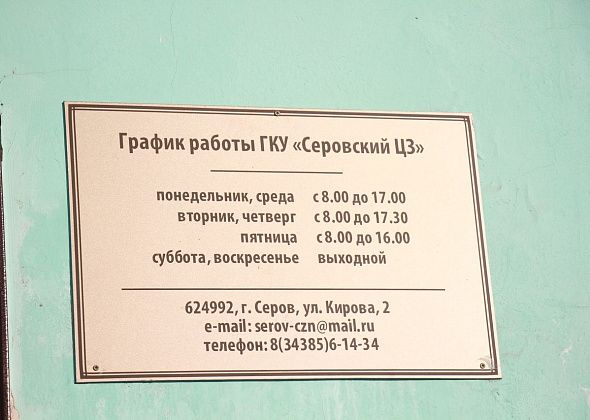 График работы ГКУ «Серовский ЦЗ»
понедельник, среда с 8.00 до 17.00
вторник, четверг с 8.00 до 17.30
пятница с 8.00 до 16.00
суббота, воскресенье выходной
624992, г. Серов, ул. Кирова, 2
e-mail: serov-czn@mail.ru
телефон: 8(34385)6-14-34